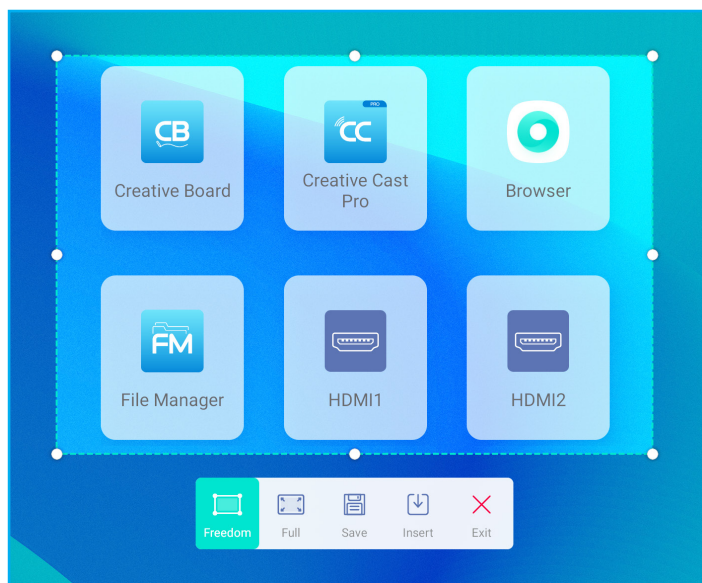 CB
Creative Board
PRO
CC
Creative Cast
Pro
Browser
FM
File Manager
HDMI1
HDMI2
Freedom
Full
Save
Insert
Exit